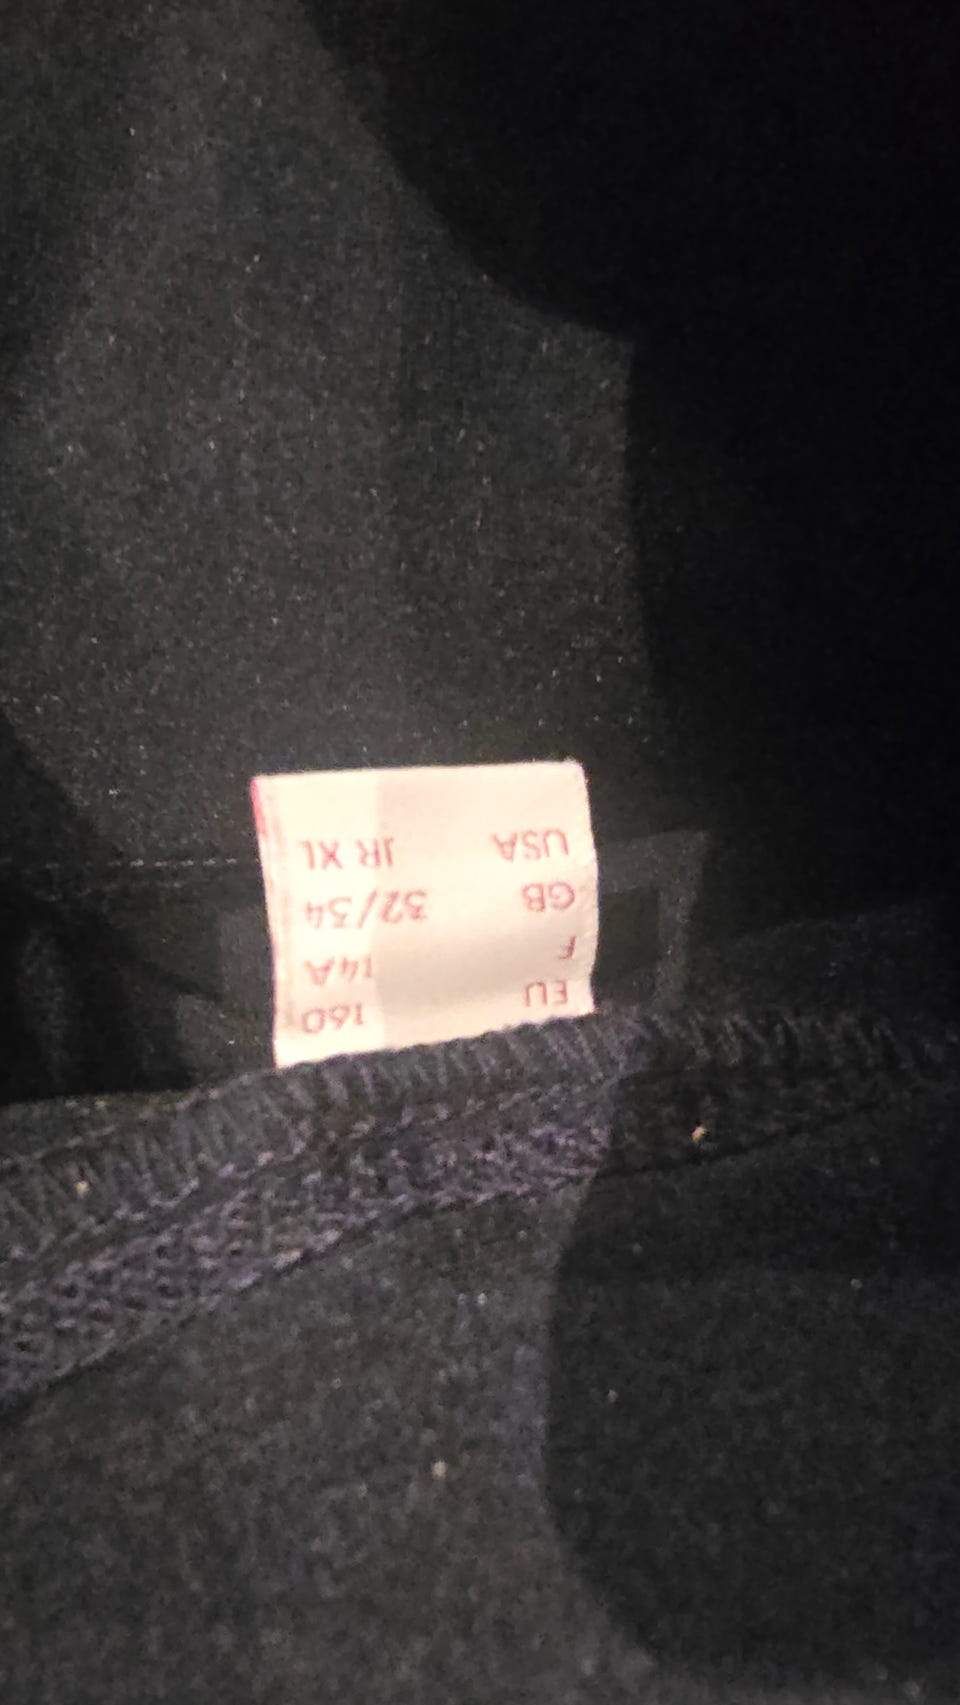 EU 160
F 14A
GB 32/34
USA JR XL